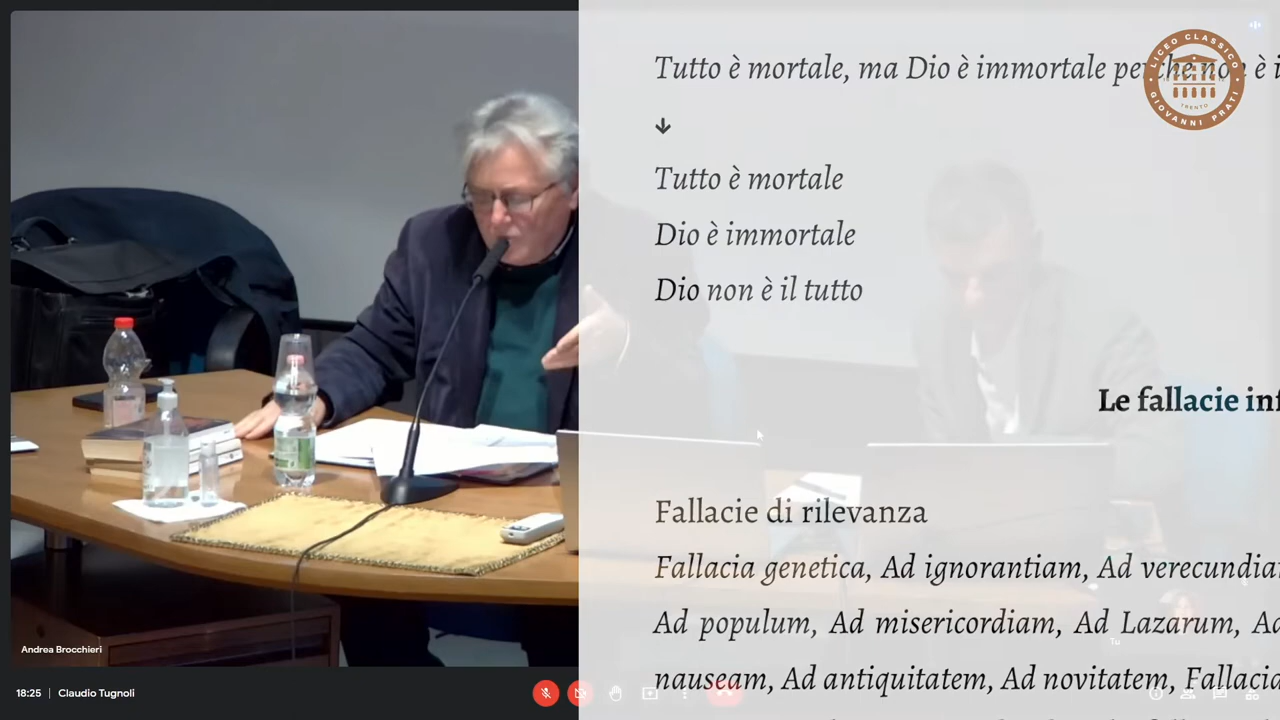 Tutto è mortale, ma Dio è immortale perché non è
LICEO CLASSICO
GIOVANNI PRATI
TRENTO
↓
Tutto è mortale
Dio è immortale
Dio non è il tutto
Le fallacie inf
Fallacie di rilevanza
Fallacia genetica, Ad ignorantiam, Ad verecundia
Ad populum, Ad misericordiam, Ad Lazarum,
nauseam, Ad antiquitatem, Ad novitatem, Fallacia
Andrea Brocchieri
Tu
18:25 | Claudio Tugnoli